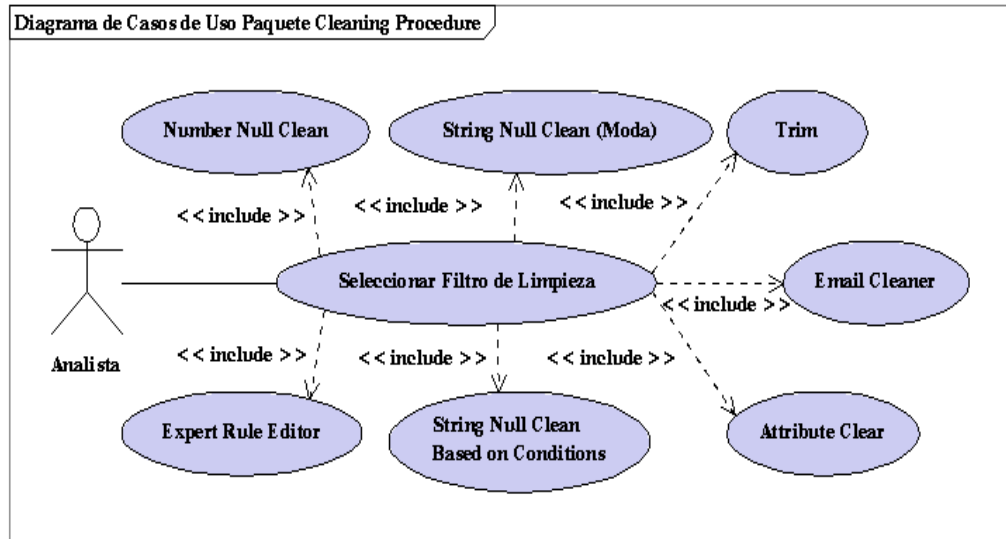 Diagrama de Casos de Uso Paquete Cleaning Procedure
Number Null Clean
String Null Clean (Moda)
Trim
<< include >>
<< include >>
<< include >>
Seleccionar Filtro de Limpieza
Email Cleaner
<< include >>
Analista
<< include >>
<< include >>
<< include >>
Expert Rule Editor
String Null Clean
Based on Conditions
Attribute Clear